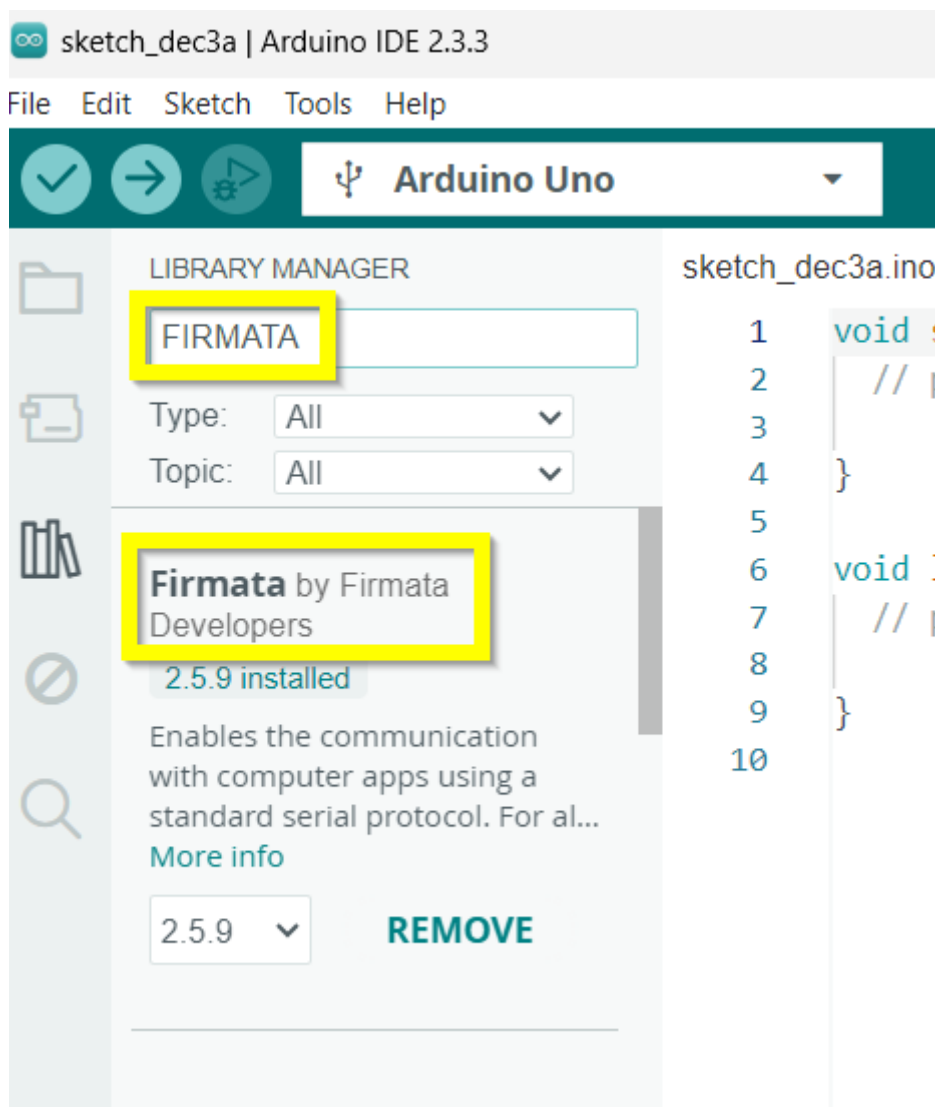 sketch_dec3a | Arduino IDE 2.3.3
File Edit Sketch Tools Help
Arduino Uno
LIBRARY MANAGER
FIRMATA
Type: All
Topic: All
Firmata by Firmata
Developers
2.5.9 installed
Enables the communication
with computer apps using a
standard serial protocol. For al...
More info
2.5.9 REMOVE
sketch_dec3a.ino
1 void
2 //
3
4 }
5
6 void
7 //
8
9 }
10